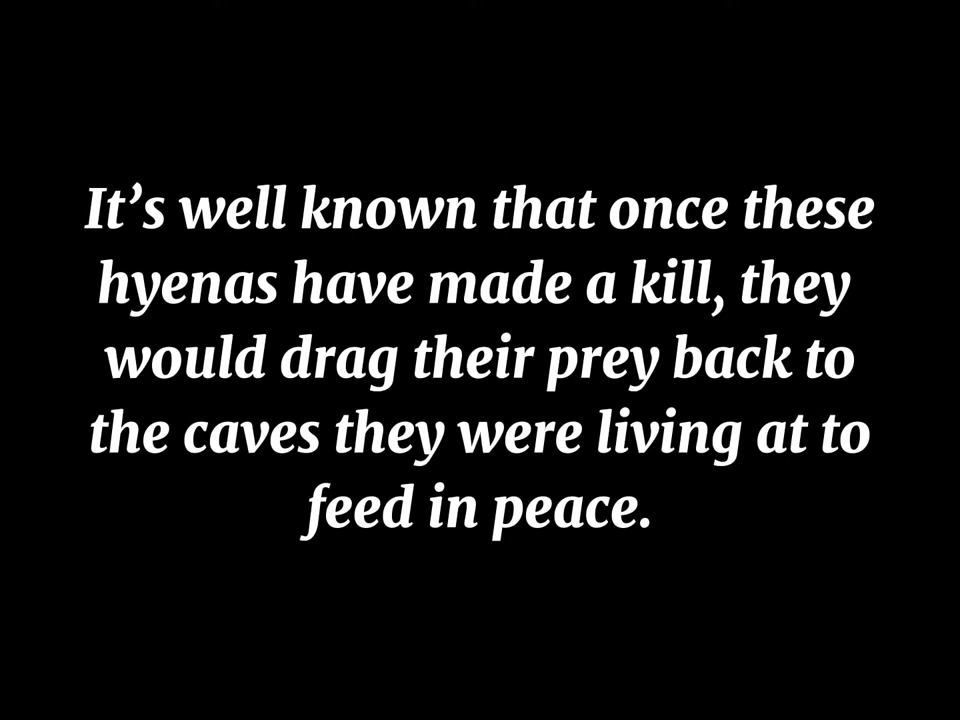 It’s well known that once these
hyenas have made a kill, they
would drag their prey back to
the caves they were living at to
feed in peace.